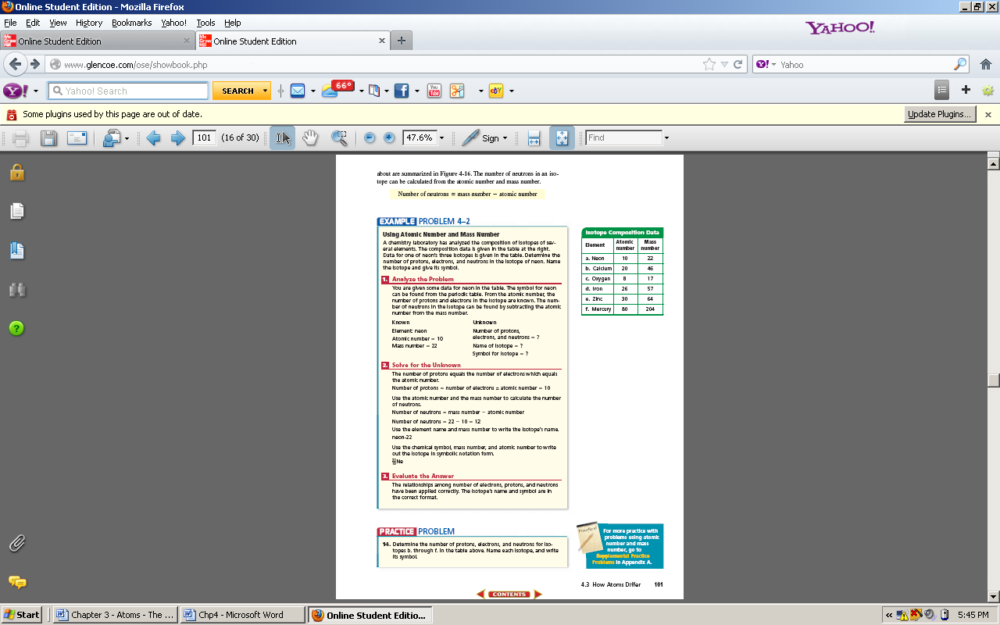 Online Student Edition - Mozilla Firefox
File Edit View History Bookmarks Yahoo! Tools Help
YAHOO!
Online Student Edition
Online Student Edition
www.glencoe.com/ose/showbook.php
Yahoo
Yahoo! Search
SEARCH
66°
Some plugins used by this page are out of date.
Update Plugins...
101 (16 of 30) 47.6% Sign Find
about are summarized in Figure 4-16. The number of neutrons in an iso-
tope can be calculated from the atomic number and mass number.
Number of neutrons = mass number − atomic number
EXAMPLE PROBLEM 4–2
Using Atomic Number and Mass Number
A chemistry laboratory has analyzed the composition of isotopes of sev-
eral elements. The composition data is given in the table at the right.
Data for one of neon's three isotopes is given in the table. Determine the
number of protons, electrons, and neutrons in the isotope of neon. Name
the isotope and give its symbol.
1. Analyze the Problem
You are given some data for neon in the table. The symbol for neon
can be found from the periodic table. From the atomic number, the
number of protons and electrons in the isotope are known. The num-
ber of neutrons in the isotope can be found by subtracting the atomic
number from the mass number.
Known
Element: neon
Atomic number = 10
Mass number = 22
Unknown
Number of protons,
electrons, and neutrons = ?
Name of isotope = ?
Symbol for isotope = ?
2. Solve for the Unknown
The number of protons equals the number of electrons which equals
the atomic number.
Number of protons = number of electrons = atomic number = 10
Use the atomic number and the mass number to calculate the number
of neutrons.
Number of neutrons = mass number − atomic number
Number of neutrons = 22 − 10 = 12
Use the element name and mass number to write the isotope's name.
neon-22
Use the chemical symbol, mass number, and atomic number to write
out the isotope in symbolic notation form.
Ne
3. Evaluate the Answer
The relationships among number of electrons, protons, and neutrons
have been applied correctly. The isotope's name and symbol are in
the correct format.
Isotope Composition Data
Element Atomic number Mass number
a. Neon 10 22
b. Calcium 20 46
c. Oxygen 8 17
d. Iron 26 57
e. Zinc 30 64
f. Mercury 80 204
PRACTICE PROBLEM
14. Determine the number of protons, electrons, and neutrons for iso-
topes b. through f. in the table above. Name each isotope, and write
its symbol.
Practice!
For more practice with
problems using atomic
number and mass
number, go to
Supplemental Practice
Problems in Appendix A.
4.3 How Atoms Differ 101
CONTENTS
Start
Chapter 3 - Atoms - The ...
Chp4 - Microsoft Word
Online Student Editio...
5:45 PM